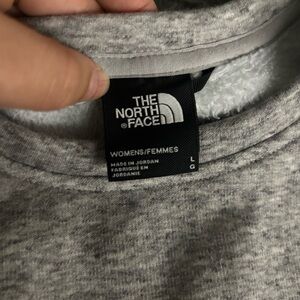 THE
NORTH
®FACE
WOMENS/FEMMES
MADE IN JORDAN
FABRIQUÉ EN
JORDANIE
L
G